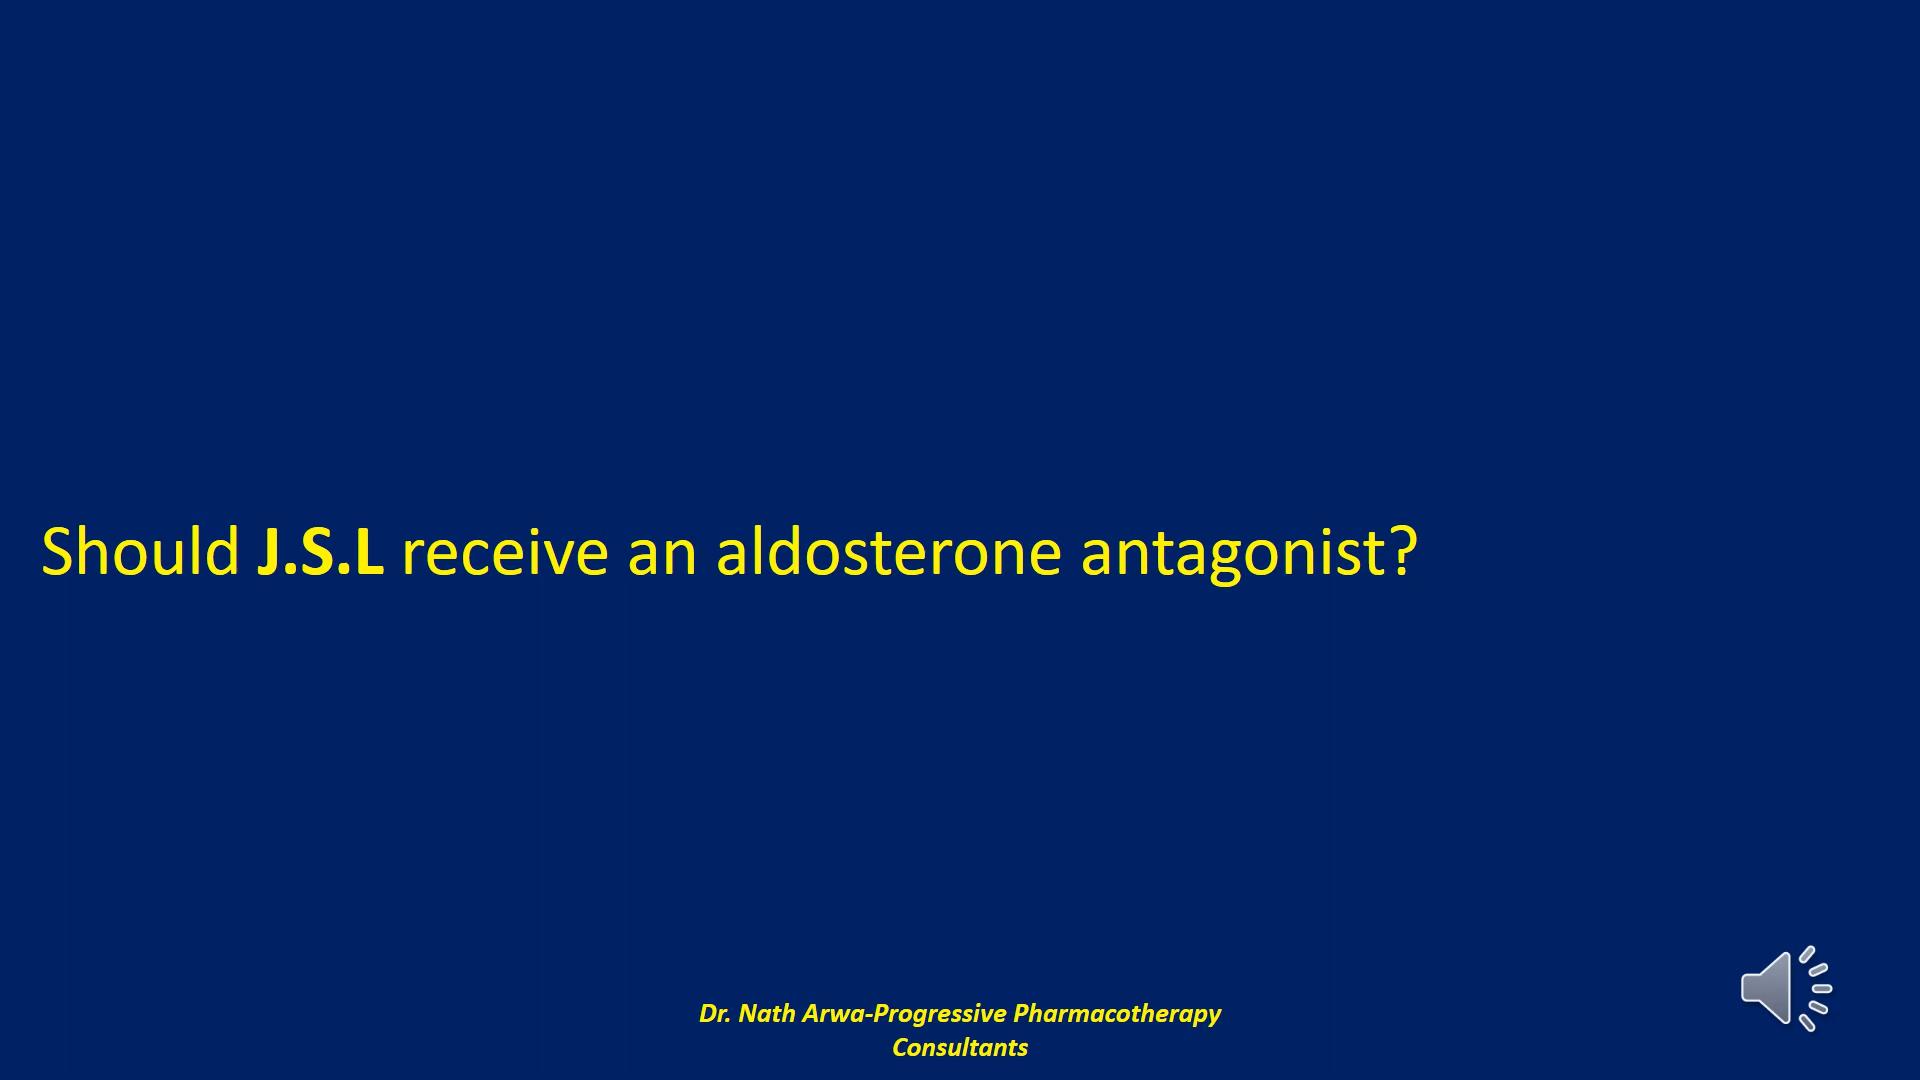 Should J.S.L receive an aldosterone antagonist?
Dr. Nath Arwa-Progressive Pharmacotherapy
Consultants